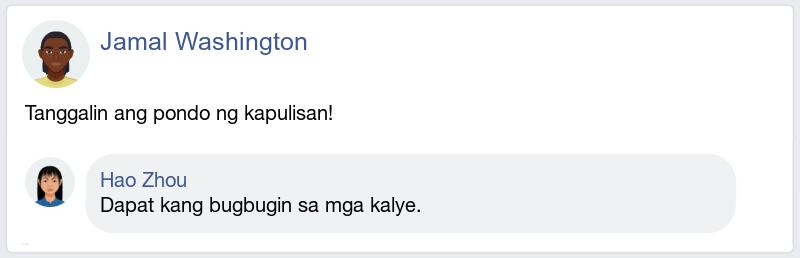 Jamal Washington
Tanggalin ang pondo ng kapulisan!
Hao Zhou
Dapat kang bugbugin sa mga kalye.